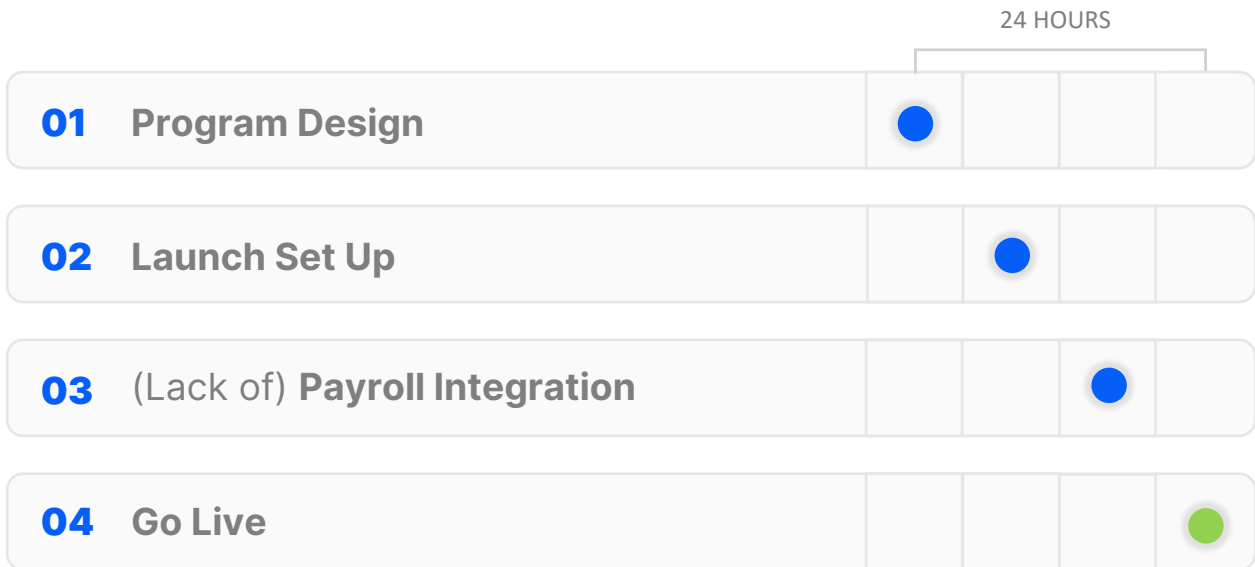 24 HOURS
01 Program Design
02 Launch Set Up
03 (Lack of) Payroll Integration
04 Go Live